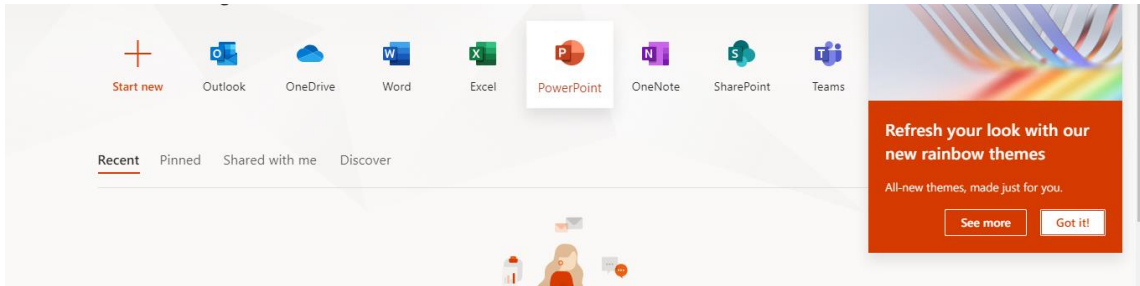 Start new
Outlook
OneDrive
Word
Excel
PowerPoint
OneNote
SharePoint
Teams
Recent
Pinned
Shared with me
Discover
Refresh your look with our
new rainbow themes
All-new themes, made just for you.
See more
Got it!